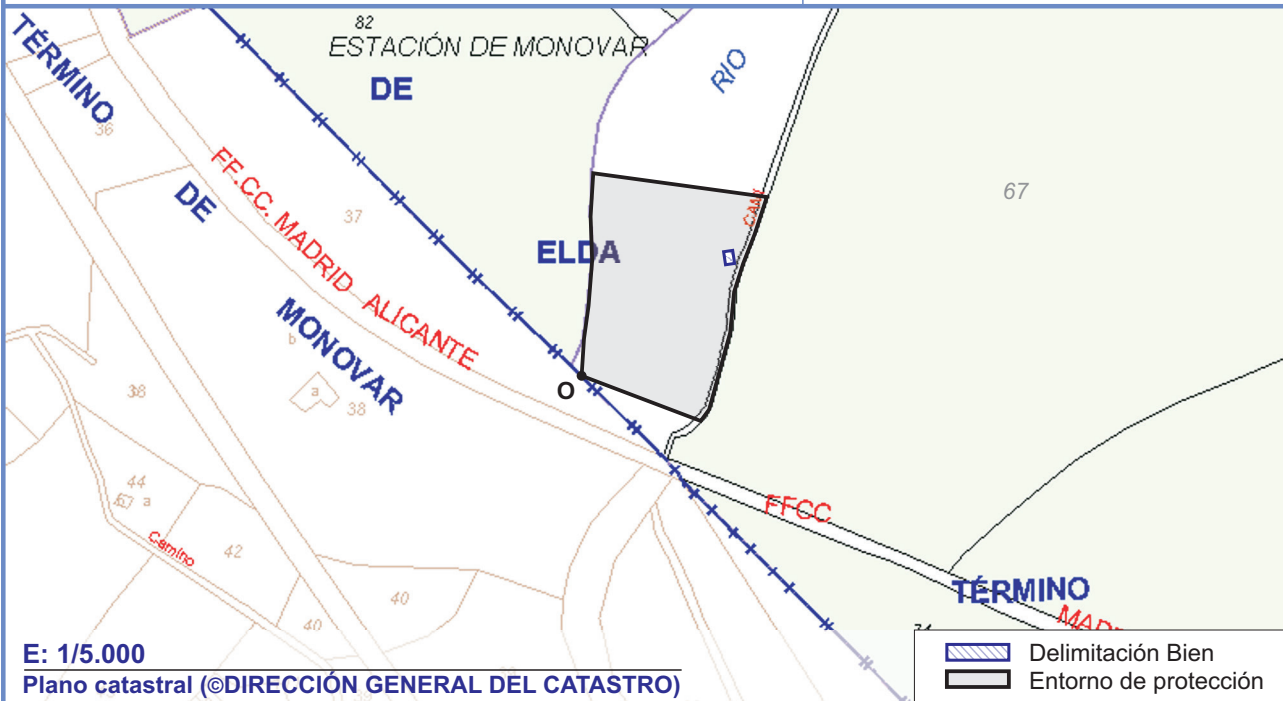 82
ESTACIÓN DE MONOVAR
TÉRMINO
DE
RIO
36
FF.CC. MADRID ALICANTE
DE
37
67
CAMI
ELDA
MONOVAR
b
a
38
O
38
44
a
Camino
42
FFCC
40
40
TÉRMINO
E: 1/5.000
Plano catastral (©DIRECCIÓN GENERAL DEL CATASTRO)
Delimitación Bien
Entorno de protección